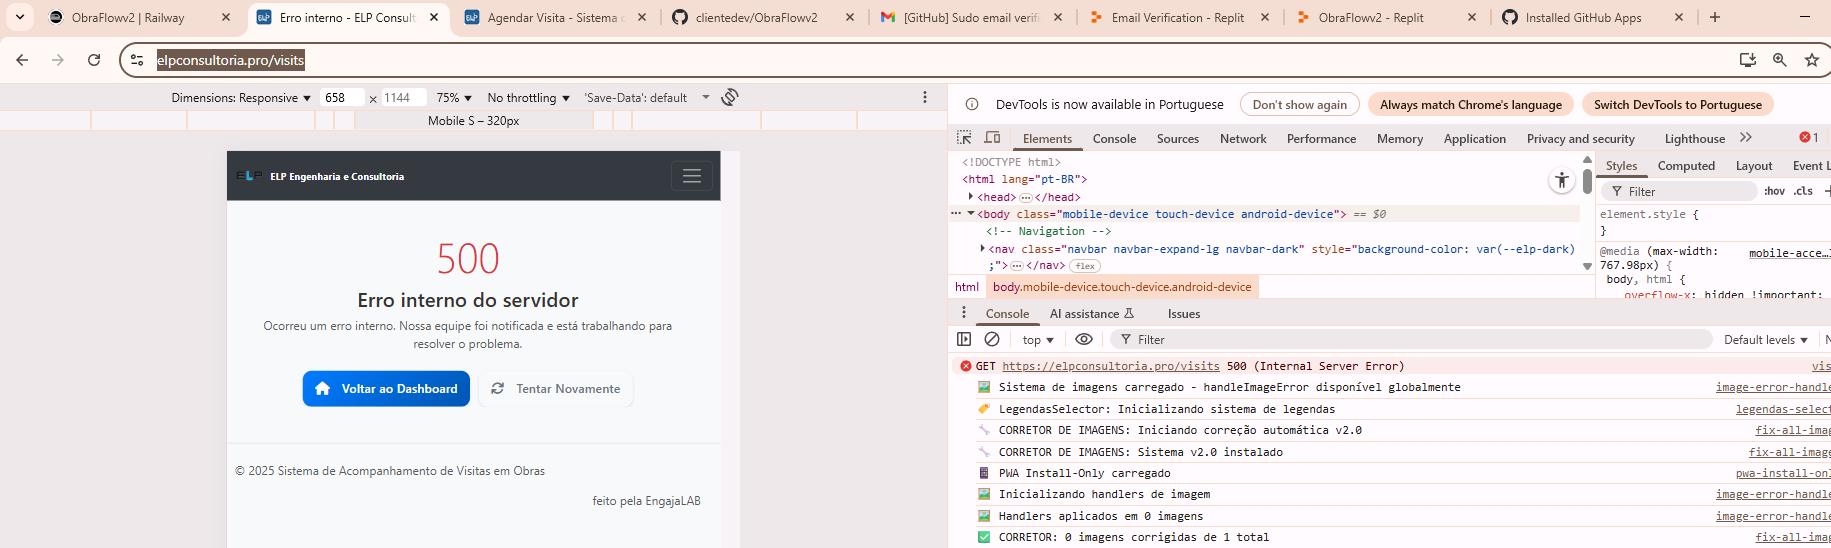 ObraFlowv2 | Railway
Erro interno - ELP Consult
Agendar Visita - Sistema
clientedev/ObraFlowv2
[GitHub] Sudo email verif
Email Verification - Replit
ObraFlowv2 - Replit
Installed GitHub Apps
elpconsultoria.pro/visits
Dimensions: Responsive ▼ 658 × 1144 75% ▼ No throttling ▼ 'Save-Data': default
Mobile S – 320px
ELP ELP Engenharia e Consultoria
500
Erro interno do servidor
Ocorreu um erro interno. Nossa equipe foi notificada e está trabalhando para
resolver o problema.
Voltar ao Dashboard
Tentar Novamente
© 2025 Sistema de Acompanhamento de Visitas em Obras
feito pela EngajaLAB
DevTools is now available in Portuguese
Don't show again
Always match Chrome's language
Switch DevTools to Portuguese
Elements Console Sources Network Performance Memory Application Privacy and security Lighthouse 1
<!DOCTYPE html>
<html lang="pt-BR">
<head> </head>
<body class="mobile-device touch-device android-device"> == $0
<!-- Navigation -->
<nav class="navbar navbar-expand-lg navbar-dark" style="background-color: var(--elp-dark)
;"> </nav> flex
html body.mobile-device.touch-device.android-device
Styles Computed Layout Event L
Filter :hov .cls
element.style {
}
@media (max-width: mobile-acce…
767.98px) {
body, html {
overflow-x: hidden !important;
Console AI assistance Issues
top ▼ Filter Default levels ▼
GET https://elpconsultoria.pro/visits 500 (Internal Server Error) vis
Sistema de imagens carregado - handleImageError disponível globalmente image-error-handle
LegendasSelector: Inicializando sistema de legendas legendas-select
CORRETOR DE IMAGENS: Iniciando correção automática v2.0 fix-all-imag
CORRETOR DE IMAGENS: Sistema v2.0 instalado fix-all-image
PWA Install-Only carregado pwa-install-onl
Inicializando handlers de imagem image-error-handle
Handlers aplicados em 0 imagens image-error-handle
CORRETOR: 0 imagens corrigidas de 1 total fix-all-imag